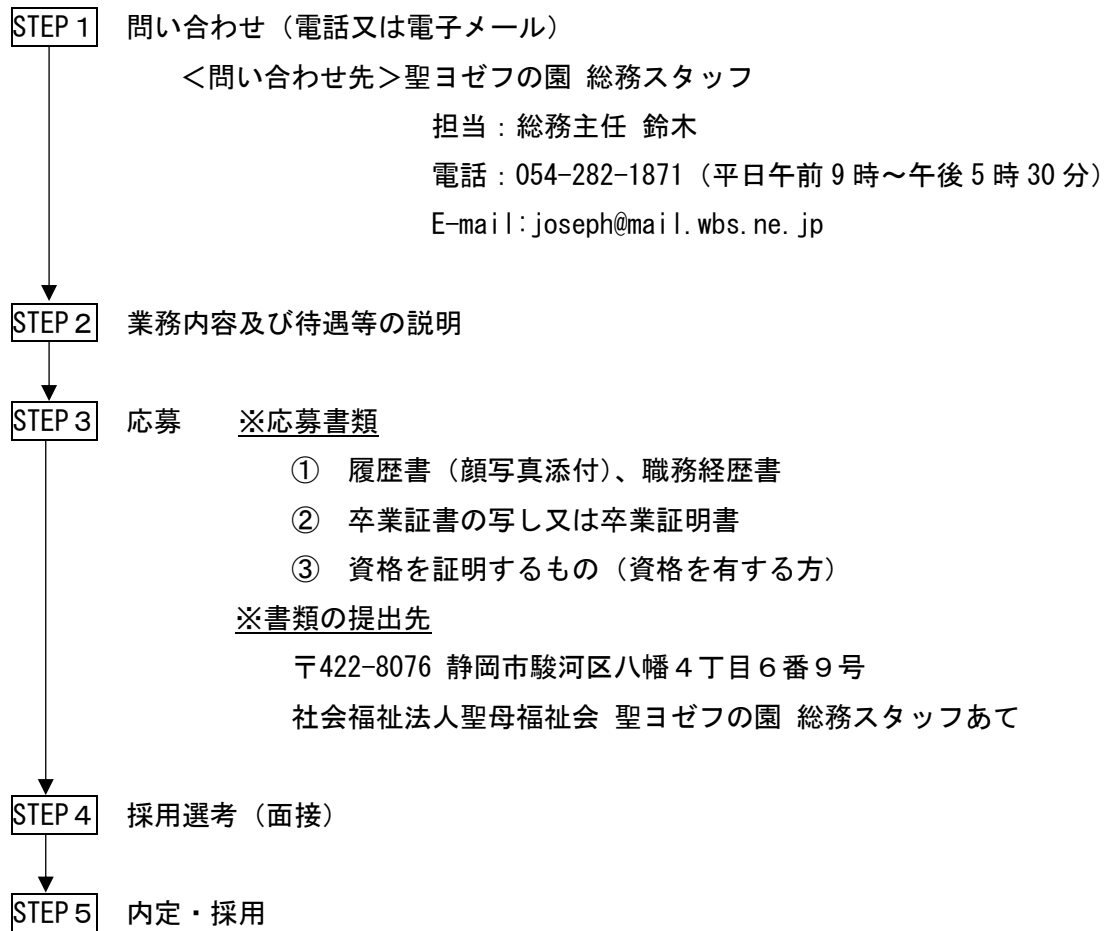 STEP１ 問い合わせ（電話又は電子メール）
＜問い合わせ先＞聖ヨゼフの園 総務スタッフ
担当：総務主任 鈴木
電話：054-282-1871（平日午前9時～午後5時30分）
E-mail:joseph@mail.wbs.ne.jp
STEP２ 業務内容及び待遇等の説明
STEP３ 応募 ※応募書類
① 履歴書（顔写真添付）、職務経歴書
② 卒業証書の写し又は卒業証明書
③ 資格を証明するもの（資格を有する方）
※書類の提出先
〒422-8076 静岡市駿河区八幡４丁目６番９号
社会福祉法人聖母福祉会 聖ヨゼフの園 総務スタッフあて
STEP４ 採用選考（面接）
STEP５ 内定・採用